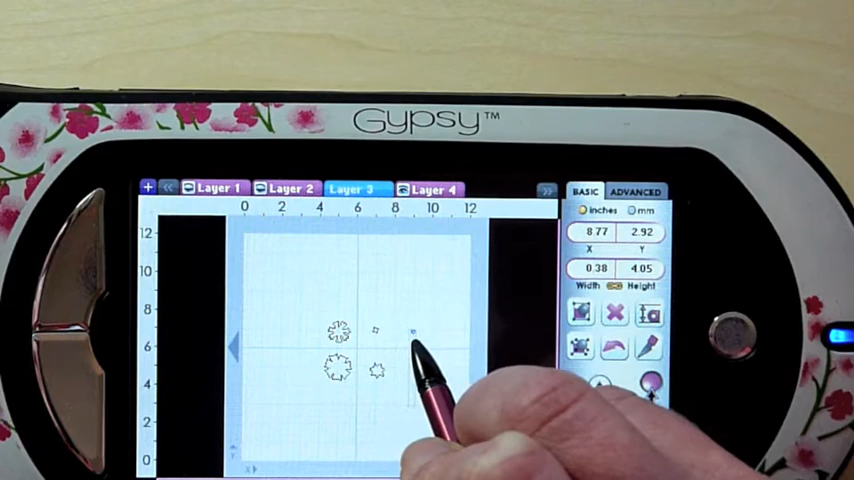 Gypsy™
+ « Layer 1 Layer 2 Layer 3 Layer 4 »
BASIC ADVANCED
0 2 4 6 8 10 12
inches mm
12
8.77 2.92
X Y
10
0.38 4.05
Width Height
8
6
4
2
0
Y
X